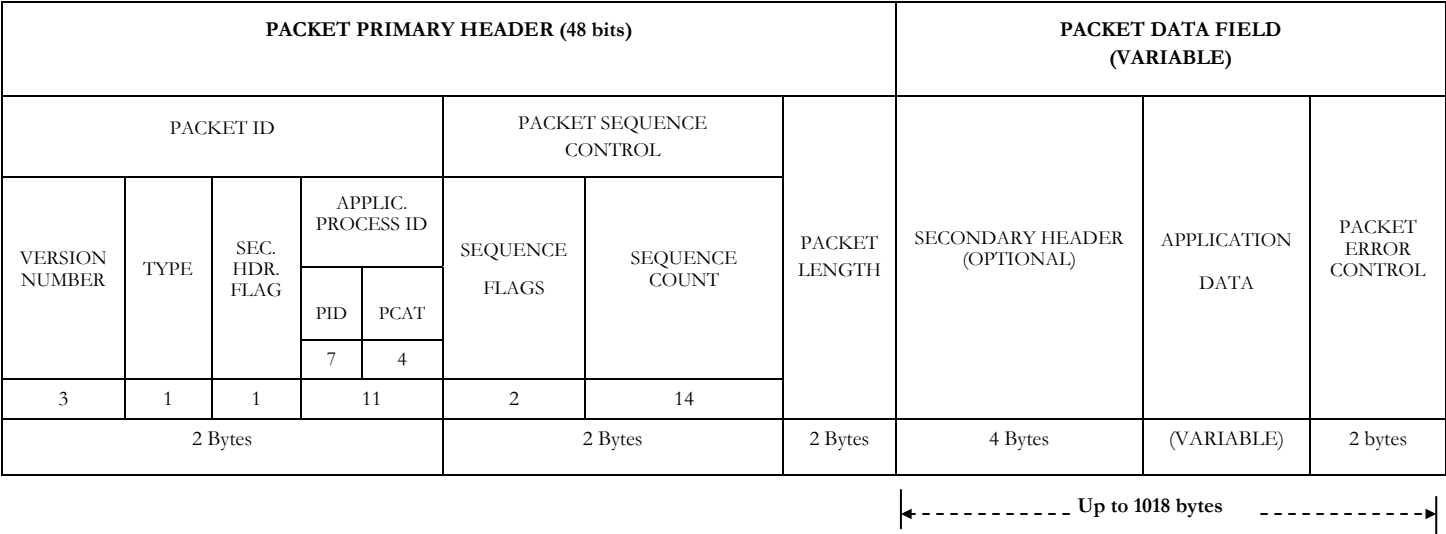 PACKET PRIMARY HEADER (48 bits)
PACKET DATA FIELD
(VARIABLE)
PACKET ID
PACKET SEQUENCE
CONTROL
PACKET
LENGTH
SECONDARY HEADER
(OPTIONAL)
APPLICATION
DATA
PACKET
ERROR
CONTROL
VERSION
NUMBER
TYPE
SEC.
HDR.
FLAG
APPLIC.
PROCESS ID
SEQUENCE
FLAGS
SEQUENCE
COUNT
PID
PCAT
7
4
3
1
1
11
2
14
2 Bytes
2 Bytes
2 Bytes
4 Bytes
(VARIABLE)
2 bytes
Up to 1018 bytes